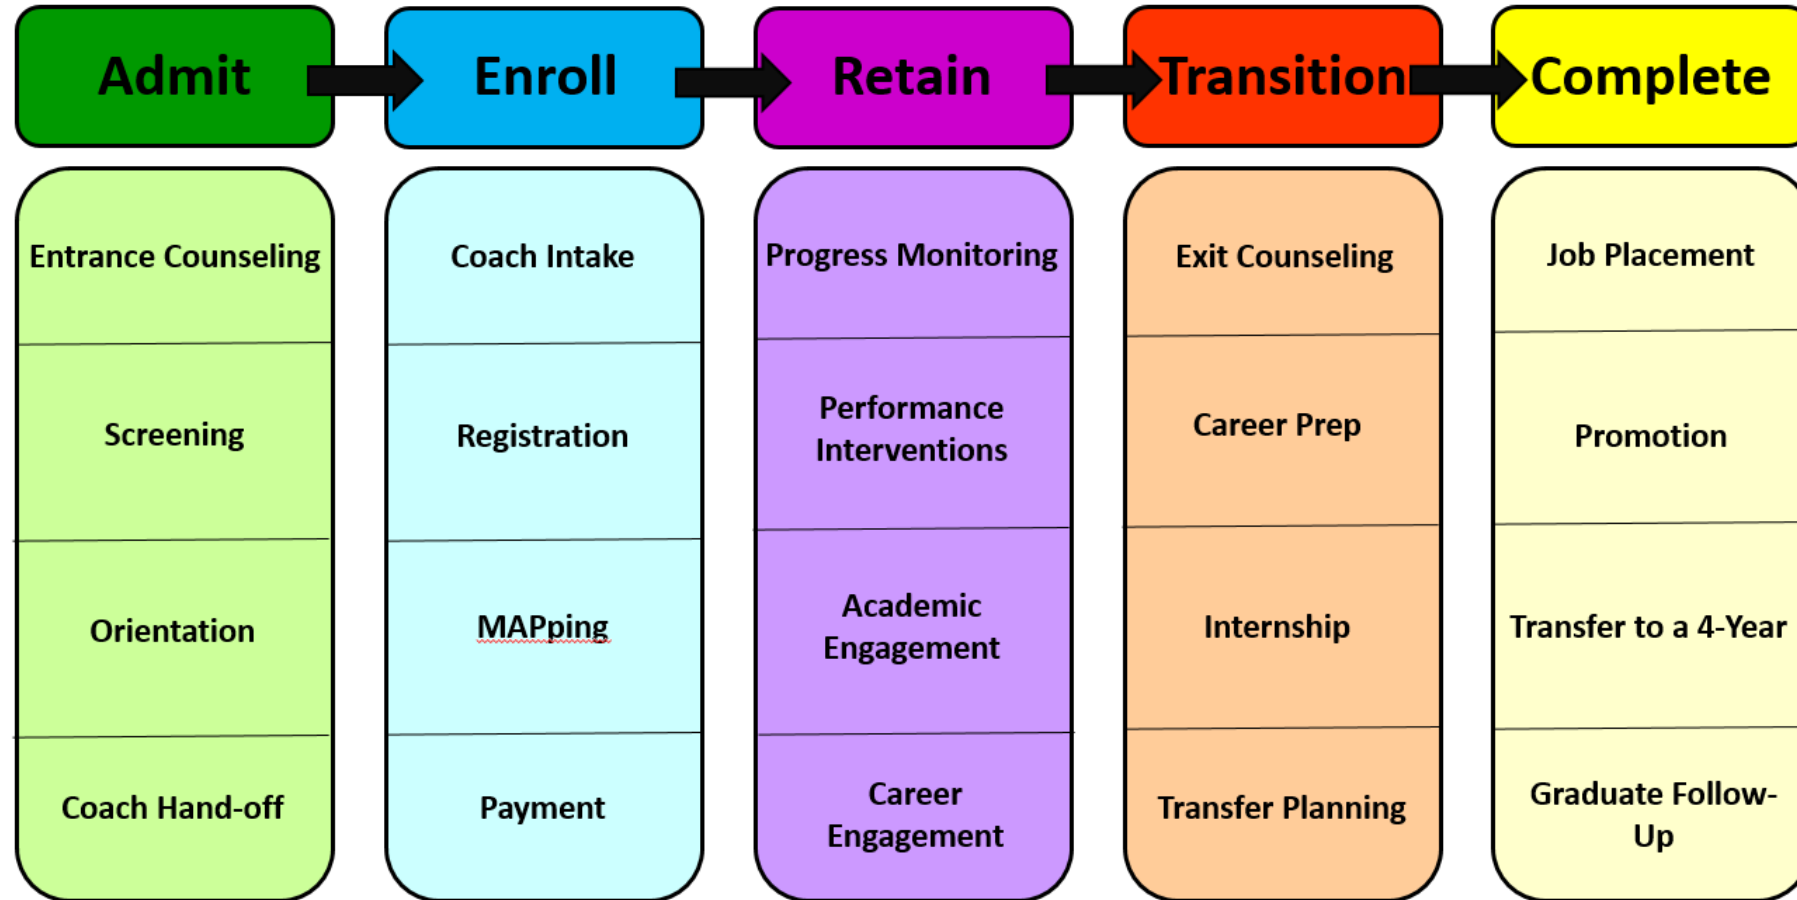 Admit
Enroll
Retain
Transition
Complete
Entrance Counseling
Screening
Orientation
Coach Hand-off
Coach Intake
Registration
MAPping
Payment
Progress Monitoring
Performance
Interventions
Academic
Engagement
Career
Engagement
Exit Counseling
Career Prep
Internship
Transfer Planning
Job Placement
Promotion
Transfer to a 4-Year
Graduate Follow-
Up